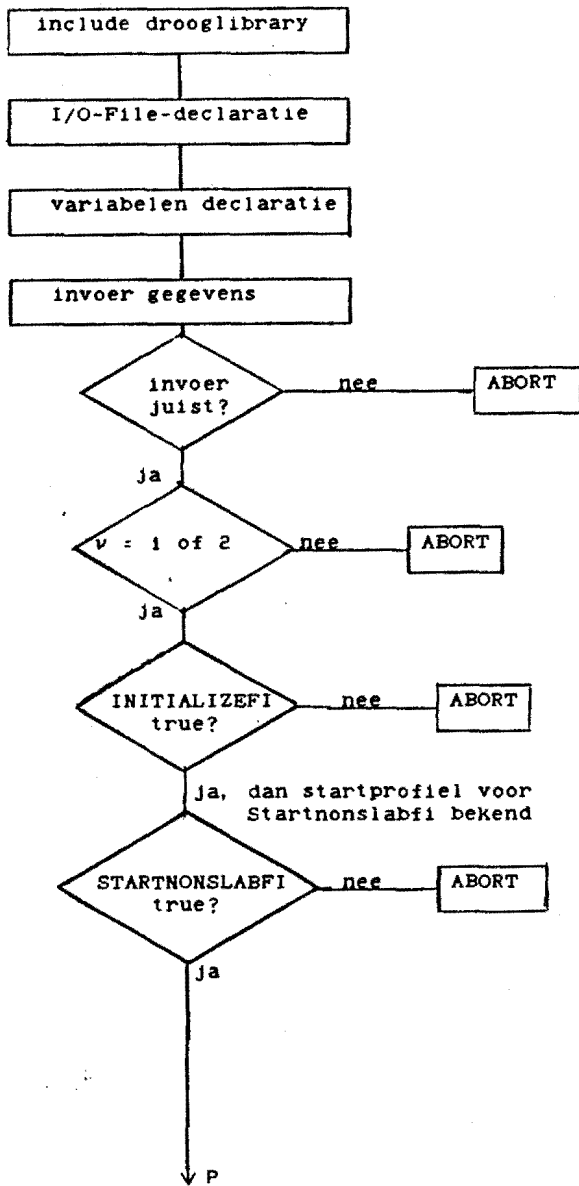 include drooglibrary
I/O-File-declaratie
variabelen declaratie
invoer gegevens
invoer
juist?
nee
ABORT
ja
ν = 1 of 2
nee
ABORT
ja
INITIALIZEFI
true?
nee
ABORT
ja, dan startprofiel voor
Startnonslabfi bekend
STARTNONSLABFI
true?
nee
ABORT
ja
P